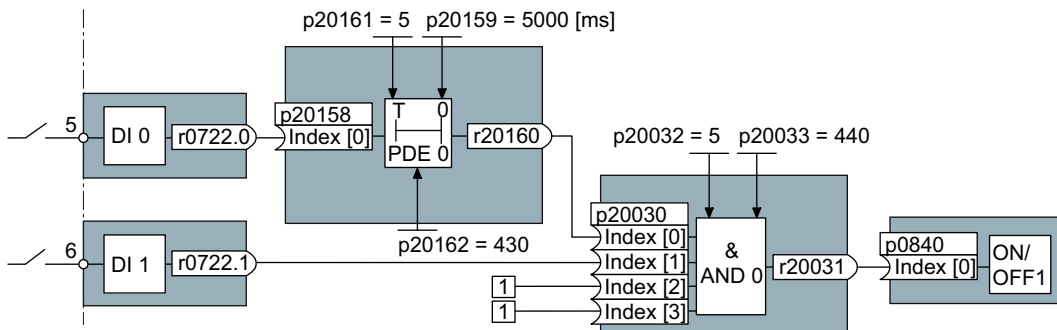 p20161 = 5 p20159 = 5000 [ms]
5
DI 0
r0722.0
p20158
Index [0]
T 0
PDE 0
r20160
p20162 = 430
p20032 = 5 p20033 = 440
6
DI 1
r0722.1
p20030
Index [0]
Index [1]
1
Index [2]
1
Index [3]
&
AND 0
r20031
p0840
Index [0]
ON/
OFF1